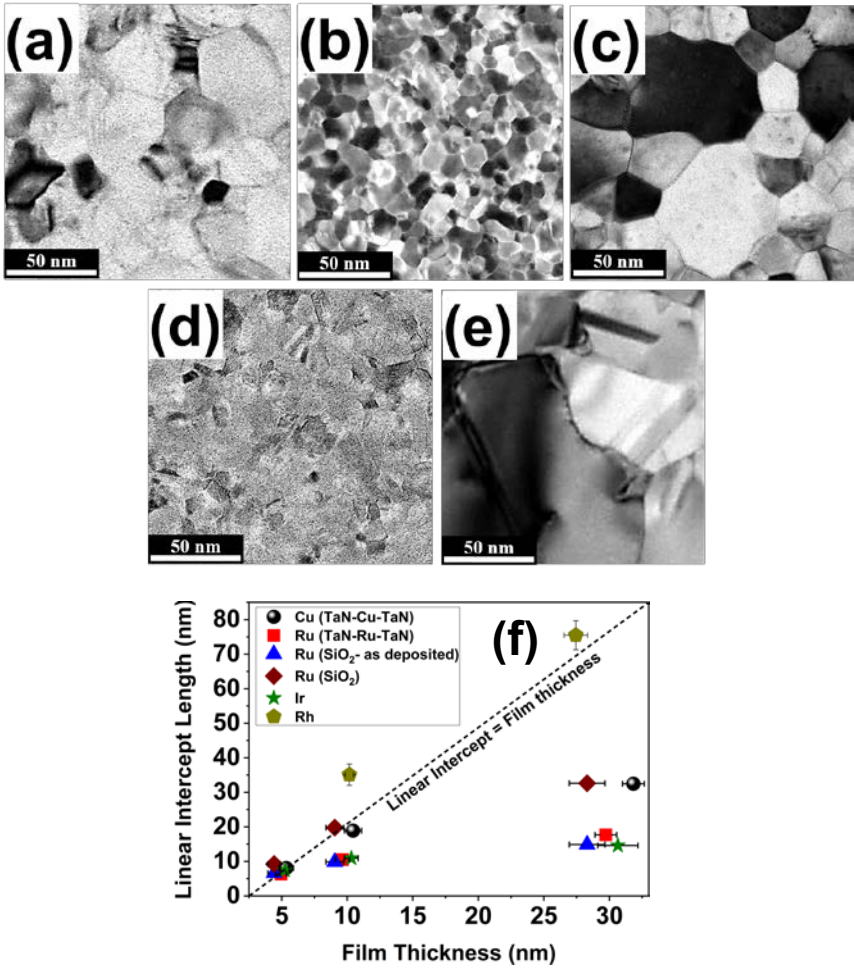 (a)
(b)
(c)
50 nm
50 nm
50 nm
(d)
(e)
50 nm
50 nm
Linear Intercept Length (nm)
85
80
70
60
50
40
30
20
10
0
Cu (TaN-Cu-TaN)
Ru (TaN-Ru-TaN)
Ru (SiO₂- as deposited)
Ru (SiO₂)
Ir
Rh
(f)
Linear Intercept = Film thickness
5 10 15 20 25 30
Film Thickness (nm)